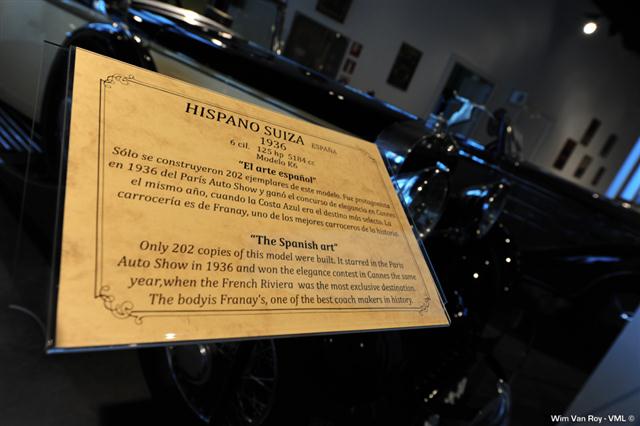 HISPANO SUIZA ESPAÑA
1936
6 cil. 125 hp 5184 cc
Modelo K6
"El arte español"
Sólo se construyeron 202 ejemplares de este modelo. Fue protagonista
en 1936 del París Auto Show y ganó el concurso de elegancia en Cannes
el mismo año, cuando la Costa Azul era el destino más selecto. La
carrocería es de Franay, uno de los mejores carroceros de la historia.
"The Spanish art"
Only 202 copies of this model were built. It starred in the Paris
Auto Show in 1936 and won the elegance contest in Cannes the same
year,when the French Riviera was the most exclusive destination.
The bodyis Franay's, one of the best coach makers in history.
Wim Van Roy - VML ©